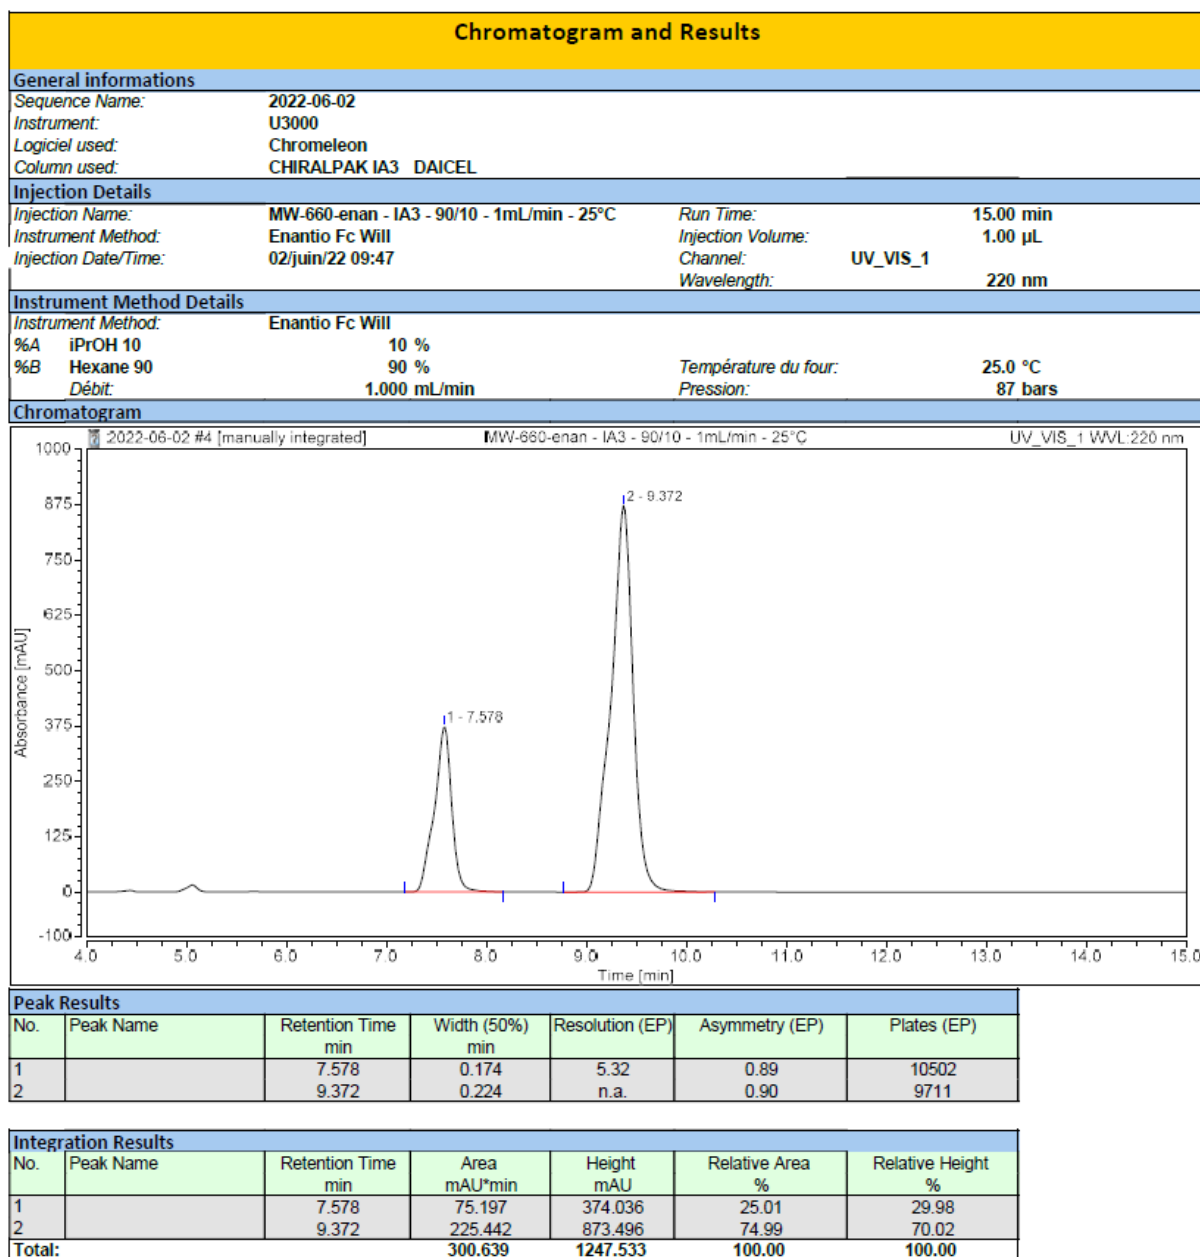 Chromatogram and Results
General informations
Sequence Name: 2022-06-02
Instrument: U3000
Logiciel used: Chromeleon
Column used: CHIRALPAK IA3 DAICEL
Injection Details
Injection Name: MW-660-enan - IA3 - 90/10 - 1mL/min - 25°C Run Time: 15.00 min
Instrument Method: Enantio Fc Will Injection Volume: 1.00 µL
Injection Date/Time: 02/juin/22 09:47 Channel: UV_VIS_1
Wavelength: 220 nm
Instrument Method Details
Instrument Method: Enantio Fc Will
%A iPrOH 10 10 %
%B Hexane 90 90 % Température du four: 25.0 °C
Débit: 1.000 mL/min Pression: 87 bars
Chromatogram
2022-06-02 #4 [manually integrated] MW-660-enan - IA3 - 90/10 - 1mL/min - 25°C UV_VIS_1 WVL:220 nm
1000
875
750
625
500
375
250
125
0
-100
Absorbance [mAU]
2 - 9.372
1 - 7.578
4.0 5.0 6.0 7.0 8.0 9.0 10.0 11.0 12.0 13.0 14.0 15.0
Time [min]
Peak Results
No. Peak Name Retention Time Width (50%) Resolution (EP) Asymmetry (EP) Plates (EP)
min min
1 7.578 0.174 5.32 0.89 10502
2 9.372 0.224 n.a. 0.90 9711
Integration Results
No. Peak Name Retention Time Area Height Relative Area Relative Height
min mAU*min mAU % %
1 7.578 75.197 374.036 25.01 29.98
2 9.372 225.442 873.496 74.99 70.02
Total: 300.639 1247.533 100.00 100.00